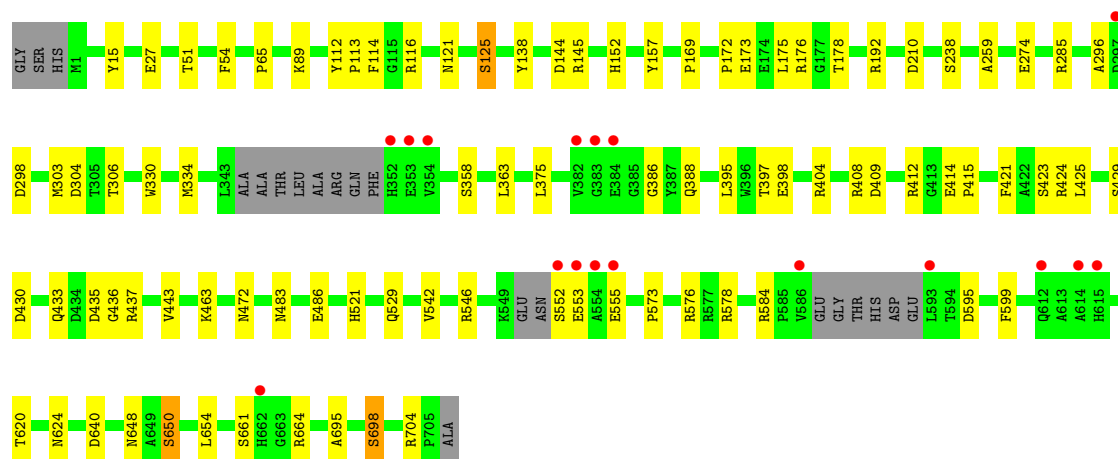 GLY SER HIS M1 Y15 E27 T51 F54 P65 K89 Y112 P113 F114 G115 R116 N121 S125 Y138 D144 R145 H152 Y157 P169 P172 E173 E174 L175 R176 G177 T178 R192 D210 S238 A259 E274 R285 A296 D297
D298 M303 D304 T305 T306 W330 M334 L343 ALA ALA THR LEU ALA ARG GLN PHE H352 E353 V354 S358 L363 L375 V382 G383 E384 G385 G386 Y387 Q388 L395 W396 T397 E398 R404 R408 D409 R412 G413 E414 P415 F421 A422 S423 R424 L425
D430 Q433 D434 D435 G436 R437 V443 K463 N472 N483 E486 H521 Q529 V542 R546 K549 GLU ASN S552 E553 A554 E555 P573 R576 R577 R578 R584 P585 V586 GLU GLY THR HIS ASP GLU L593 T594 D595 F599 Q612 A613 A614 H615
T620 N624 D640 N648 A649 S650 L654 S661 H662 G663 R664 A695 S698 R704 P705 ALA